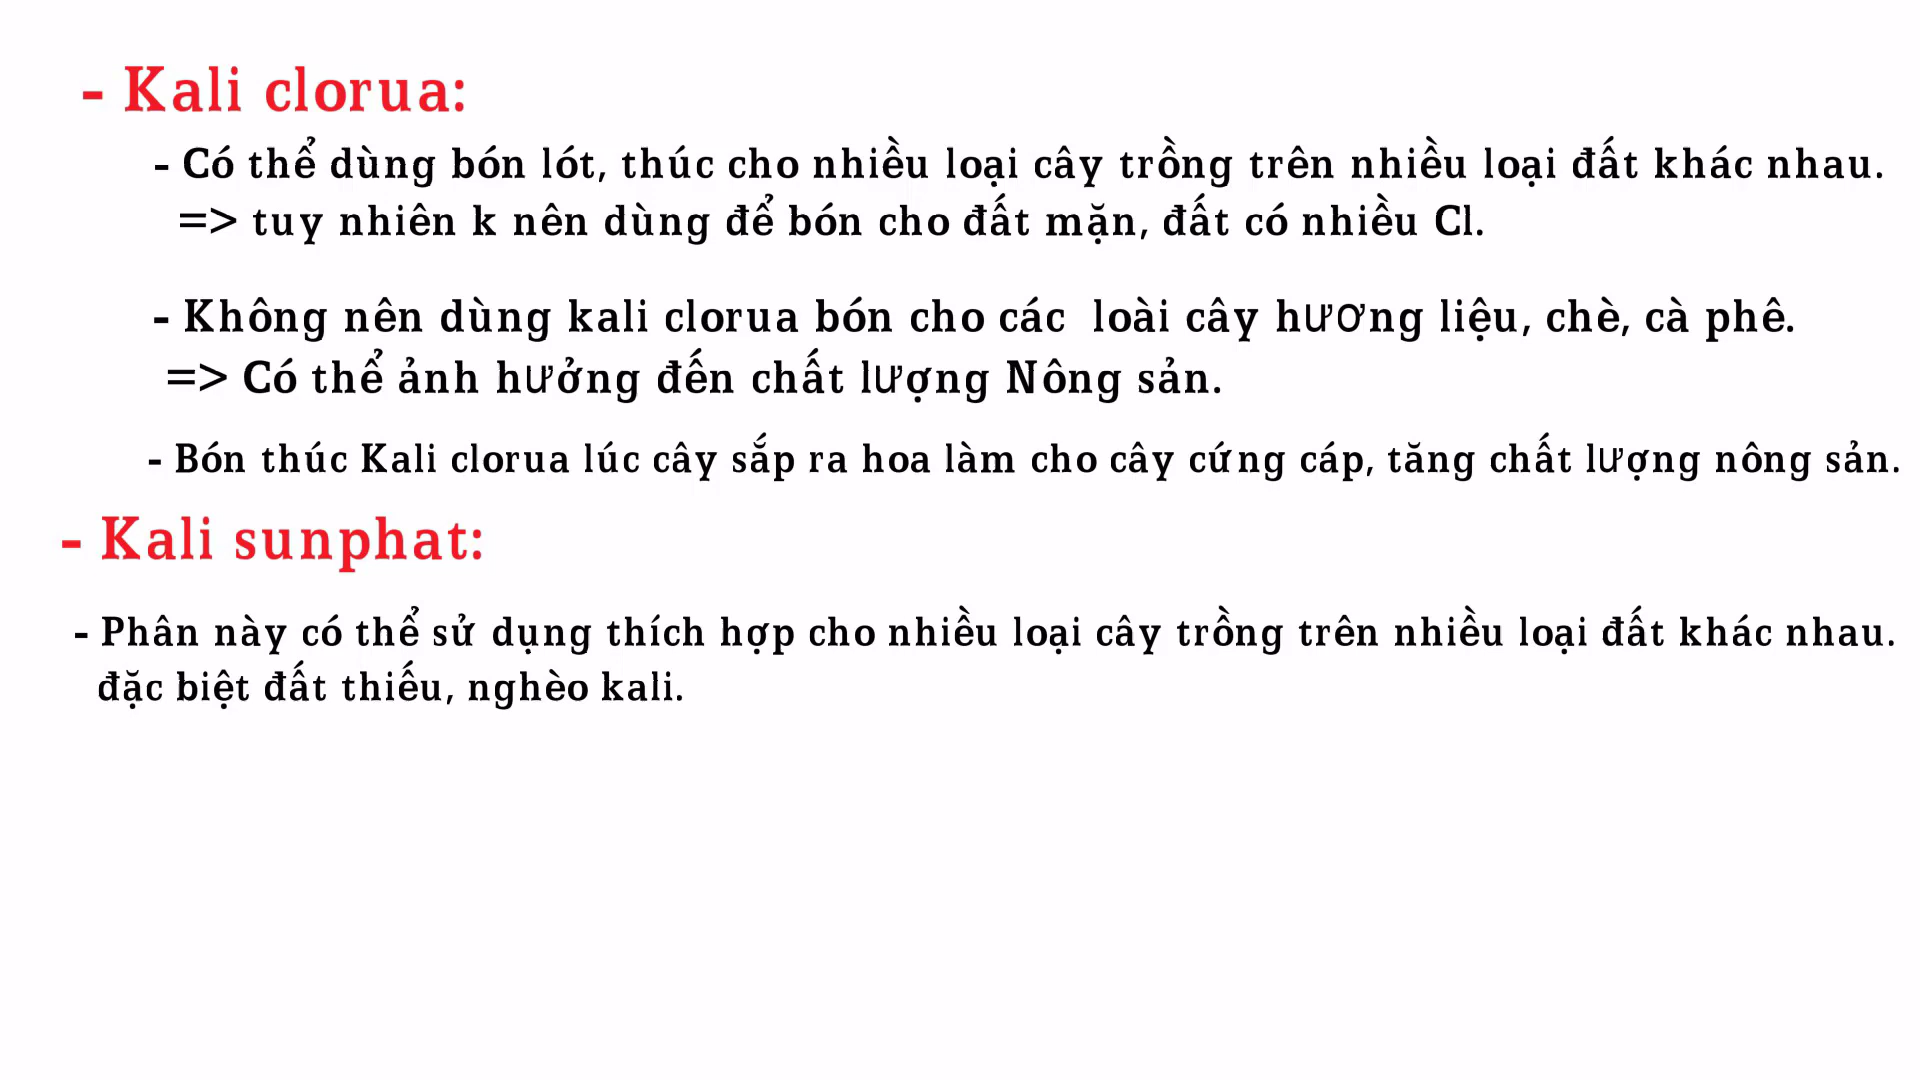 - Kali clorua:
- Có thể dùng bón lót, thúc cho nhiều loại cây trồng trên nhiều loại đất khác nhau.
=> tuy nhiên k nên dùng để bón cho đất mặn, đất có nhiều Cl.
- Không nên dùng kali clorua bón cho các loài cây hương liệu, chè, cà phê.
=> Có thể ảnh hưởng đến chất lượng Nông sản.
- Bón thúc Kali clorua lúc cây sắp ra hoa làm cho cây cứng cáp, tăng chất lượng nông sản.
- Kali sunphat:
- Phân này có thể sử dụng thích hợp cho nhiều loại cây trồng trên nhiều loại đất khác nhau.
đặc biệt đất thiếu, nghèo kali.